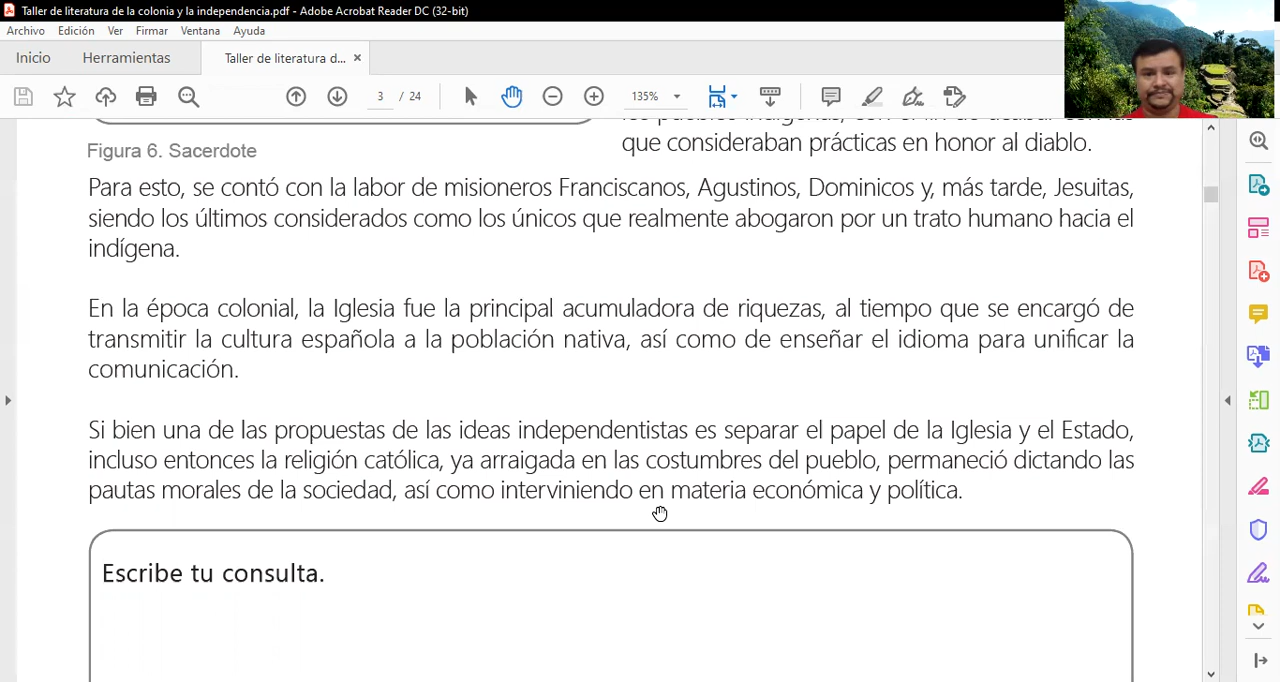 Taller de literatura de la colonia y la independencia.pdf - Adobe Acrobat Reader DC (32-bit)
Archivo Edición Ver Firmar Ventana Ayuda
Inicio Herramientas Taller de literatura d... ×
3 / 24 135%
que consideraban prácticas en honor al diablo.
Figura 6. Sacerdote
Para esto, se contó con la labor de misioneros Franciscanos, Agustinos, Dominicos y, más tarde, Jesuitas,
siendo los últimos considerados como los únicos que realmente abogaron por un trato humano hacia el
indígena.
En la época colonial, la Iglesia fue la principal acumuladora de riquezas, al tiempo que se encargó de
transmitir la cultura española a la población nativa, así como de enseñar el idioma para unificar la
comunicación.
Si bien una de las propuestas de las ideas independentistas es separar el papel de la Iglesia y el Estado,
incluso entonces la religión católica, ya arraigada en las costumbres del pueblo, permaneció dictando las
pautas morales de la sociedad, así como interviniendo en materia económica y política.
Escribe tu consulta.